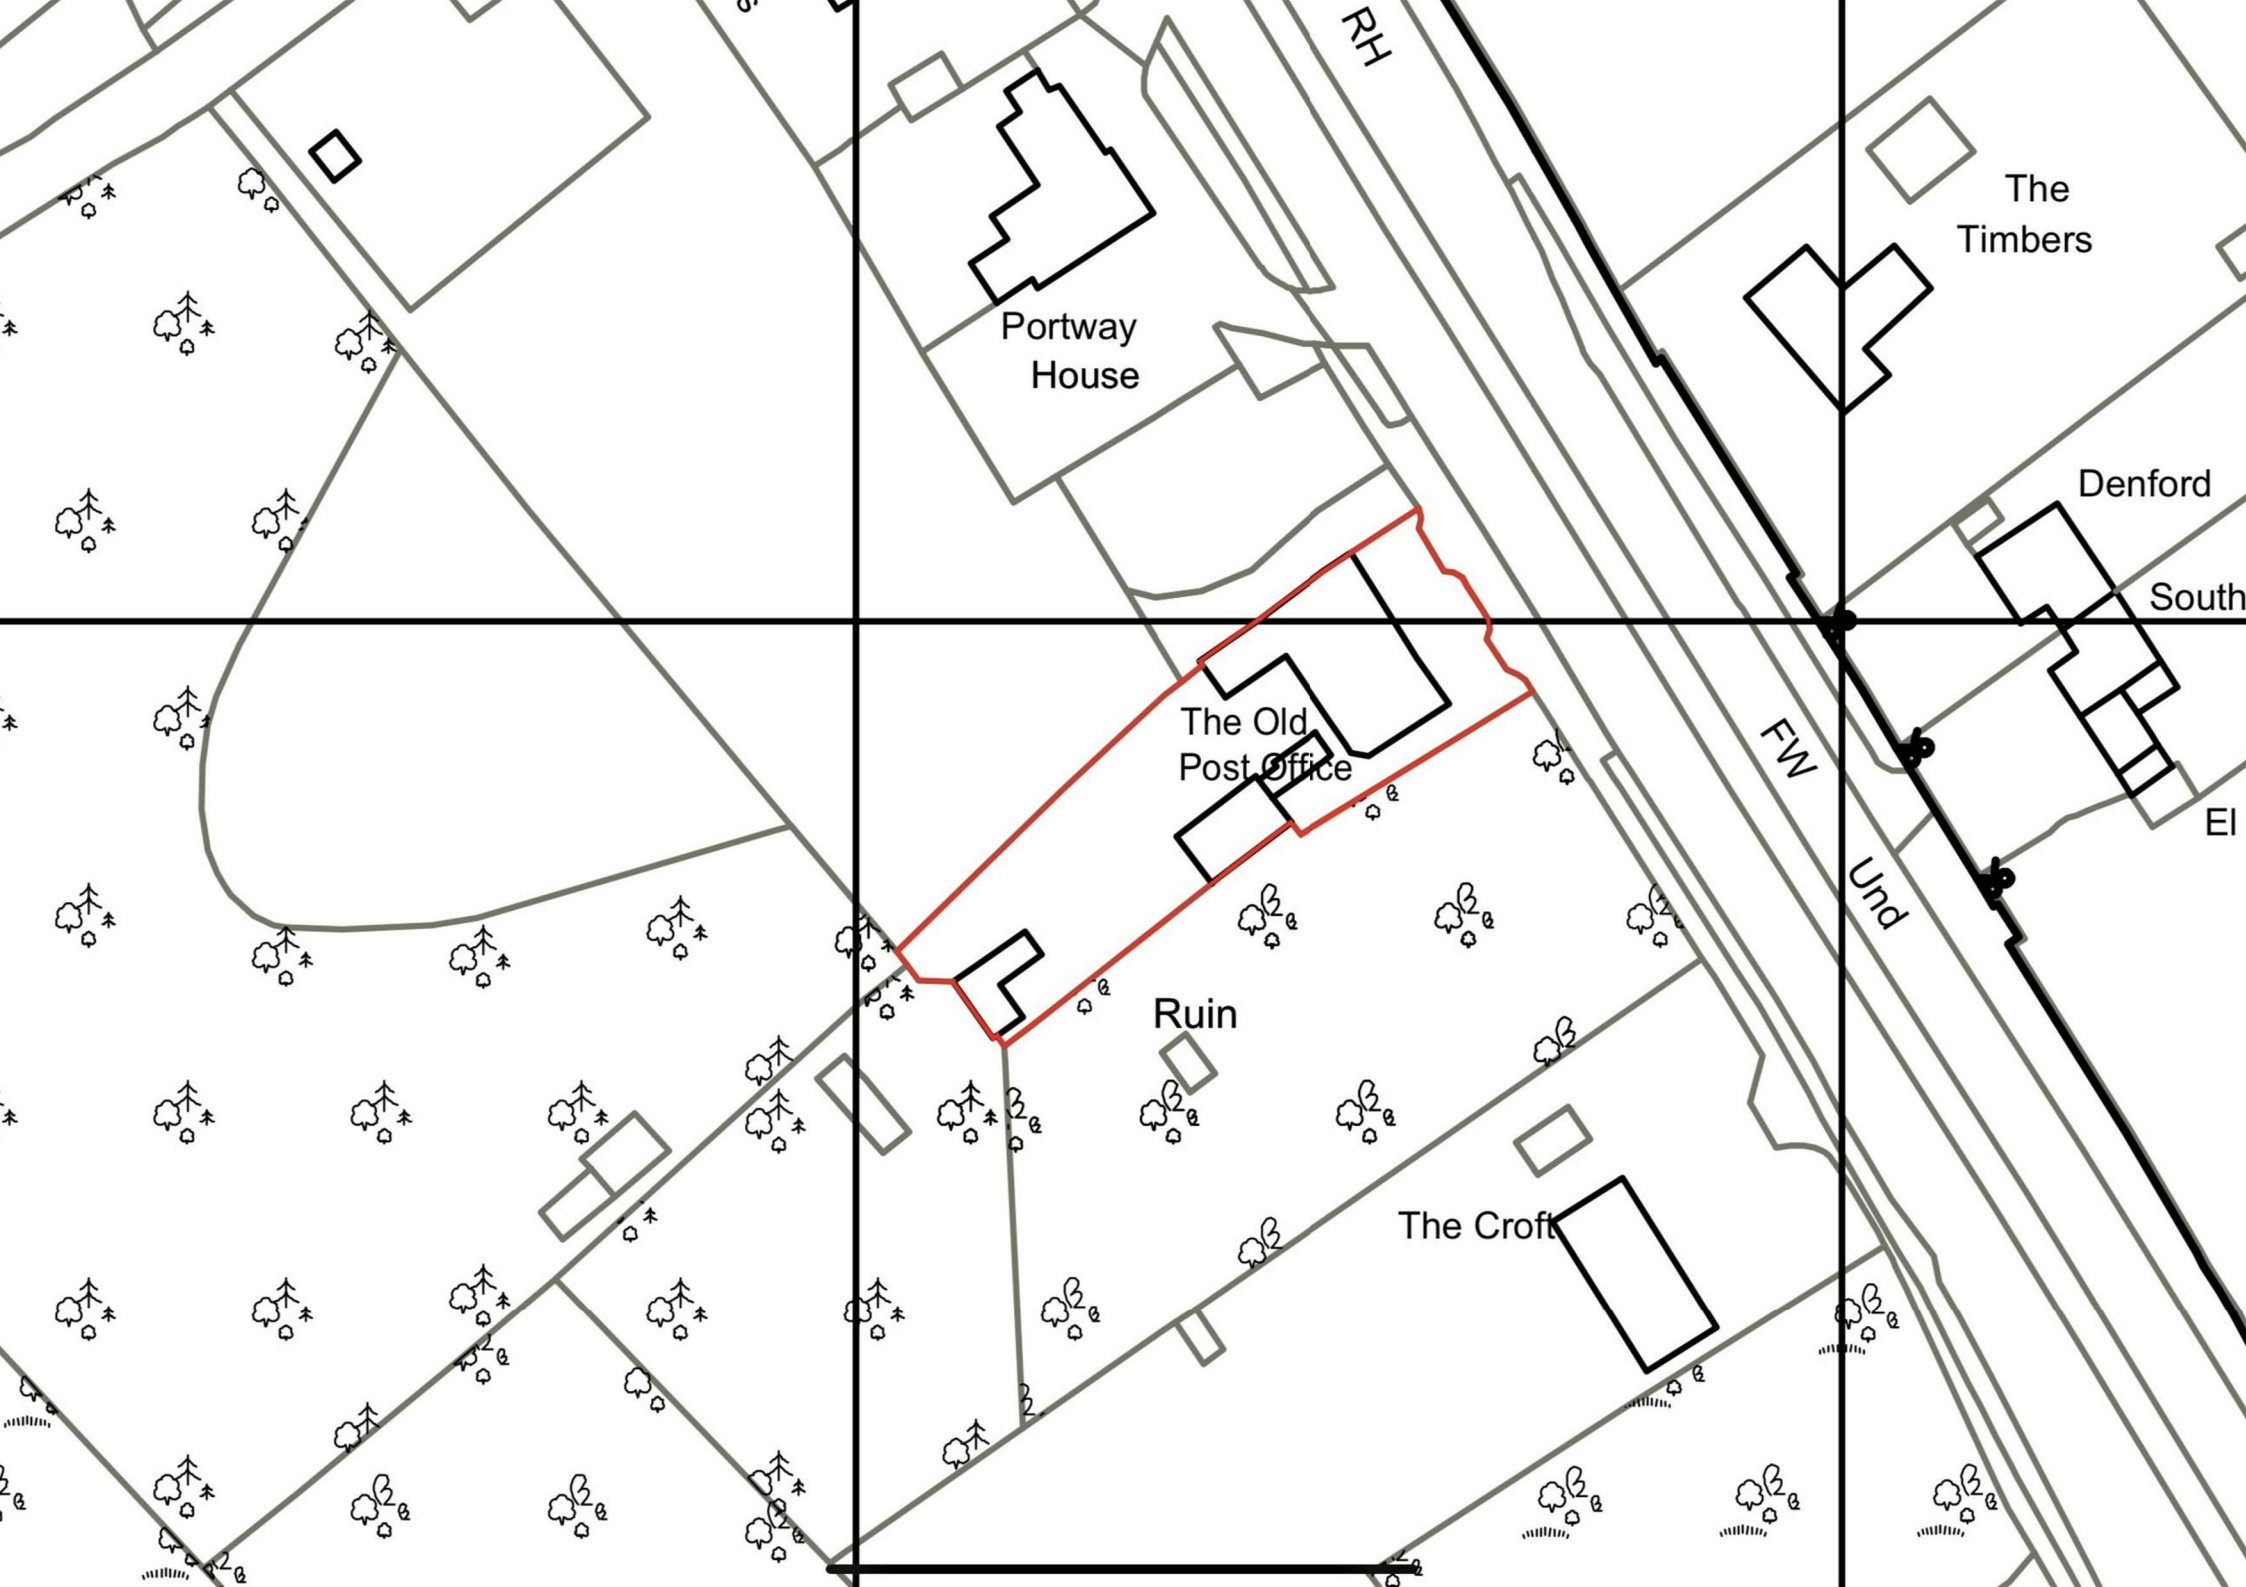 RH
The
Timbers
Portway
House
Denford
South
The Old
Post Office
FW
El
Und
Ruin
The Croft